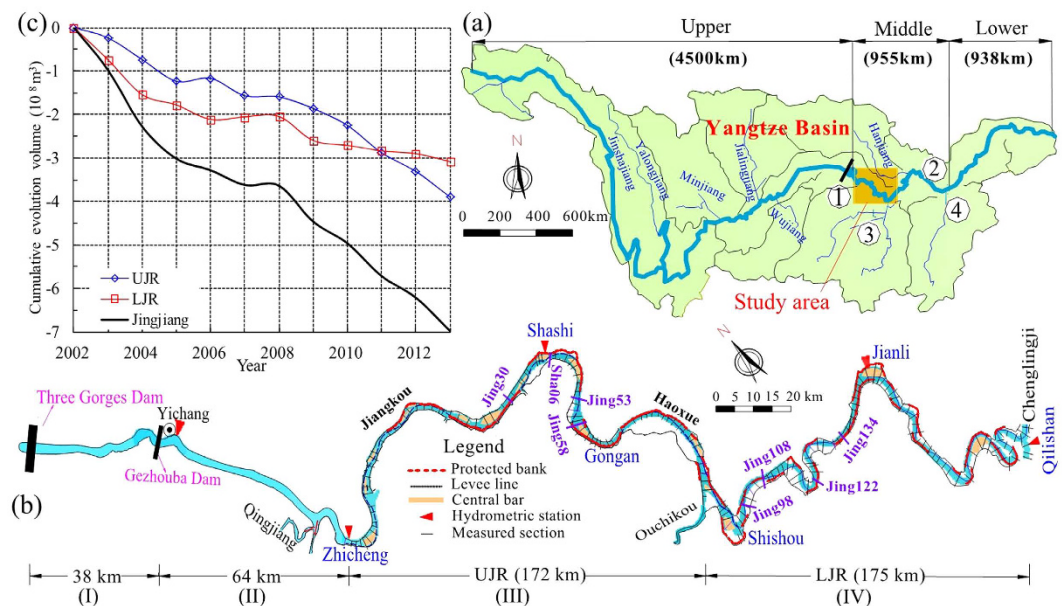 (c)
Cumulative evolution volume (10⁸m³)
0
-1
-2
-3
-4
-5
-6
-7
UJR
LJR
Jingjiang
2002 2004 2006 2008 2010 2012
Year
(a)
Upper Middle Lower
(4500km) (955km) (938km)
Yangtze Basin
Jinshajiang
Yalongjiang
Minjiang
Jialingjiang
Wujiang
Hanjiang
1
2
3
4
N
0 200 400 600km
Study area
(b)
Three Gorges Dam
Yichang
Gezhouba Dam
Qingjiang
Zhicheng
Jiangkou
Jing30
Shashi
Sha06
Jing53
Jing58
Gongan
Haoxue
Ouchikou
Shishou
Jing98
Jing108
Jing122
Jing134
Jianli
Chenglingji
Qilishan
N
0 5 10 15 20 km
Legend
Protected bank
Levee line
Central bar
Hydrometric station
Measured section
38 km 64 km UJR (172 km) LJR (175 km)
(I) (II) (III) (IV)